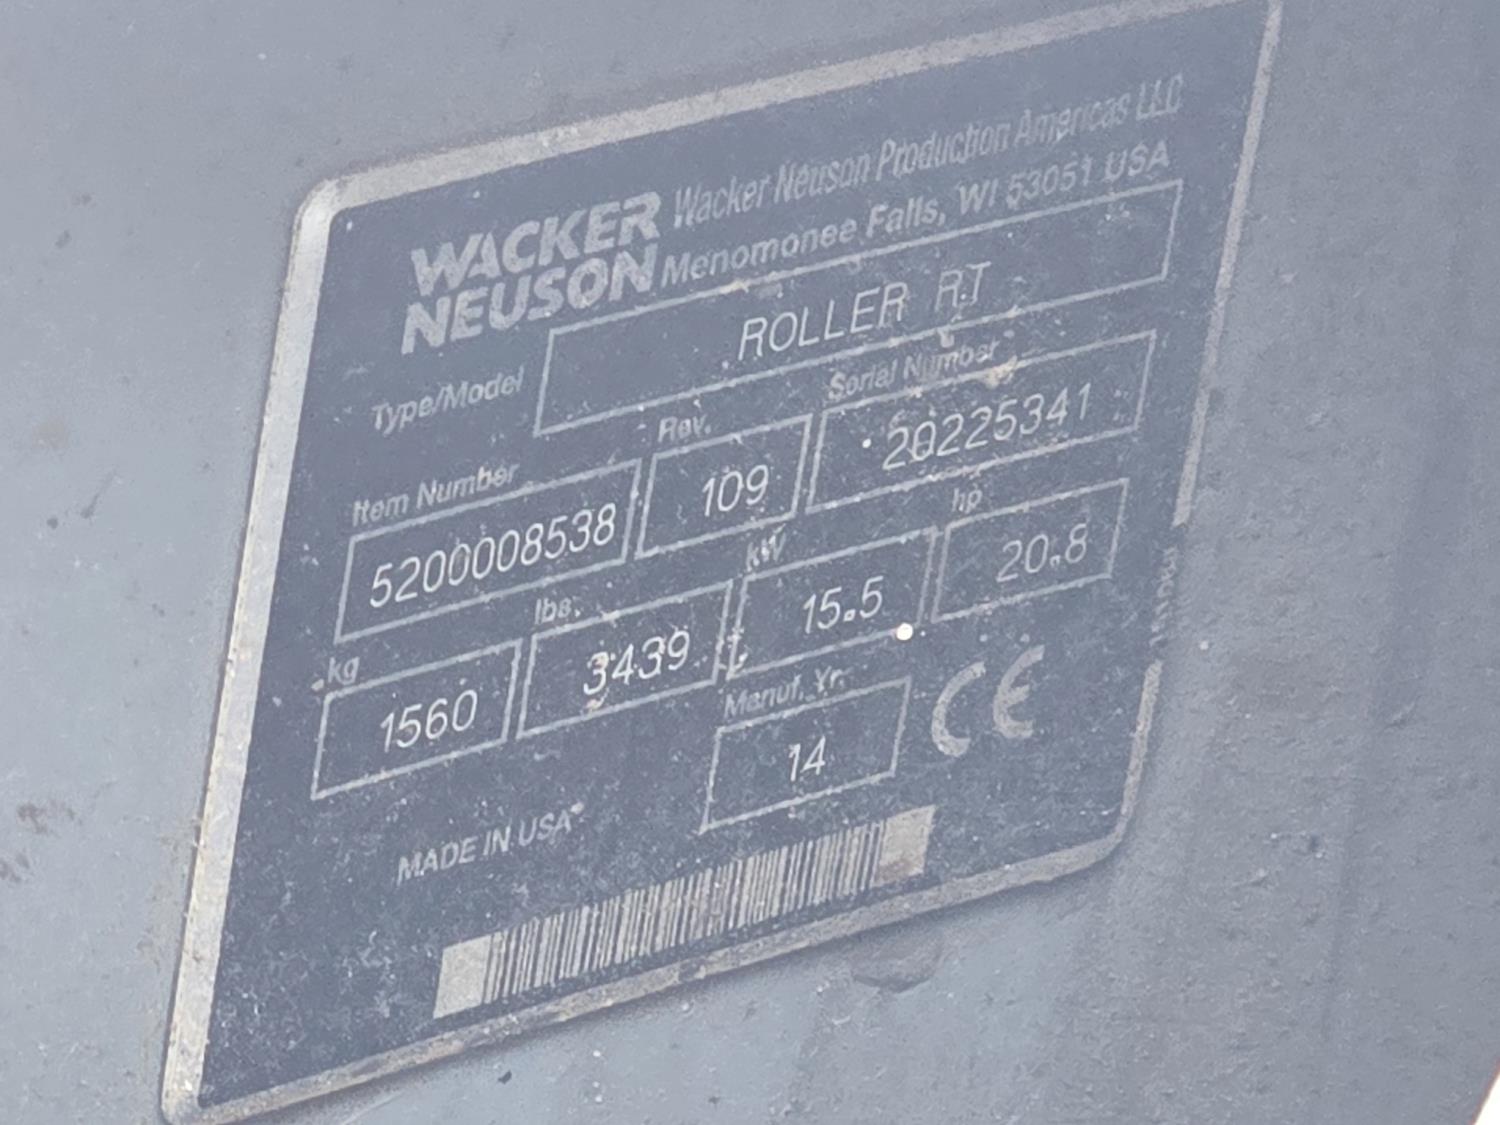 WACKER NEUSON
Wacker Neuson Production Americas LLC
Menomonee Falls, WI 53051 USA
Type/Model ROLLER RT
Item Number Rev. Serial Number
5200008538 109 20225341
kg lbs. kW hp
1560 3439 15.5 20.8
Manuf. Yr.
14
CE
MADE IN USA